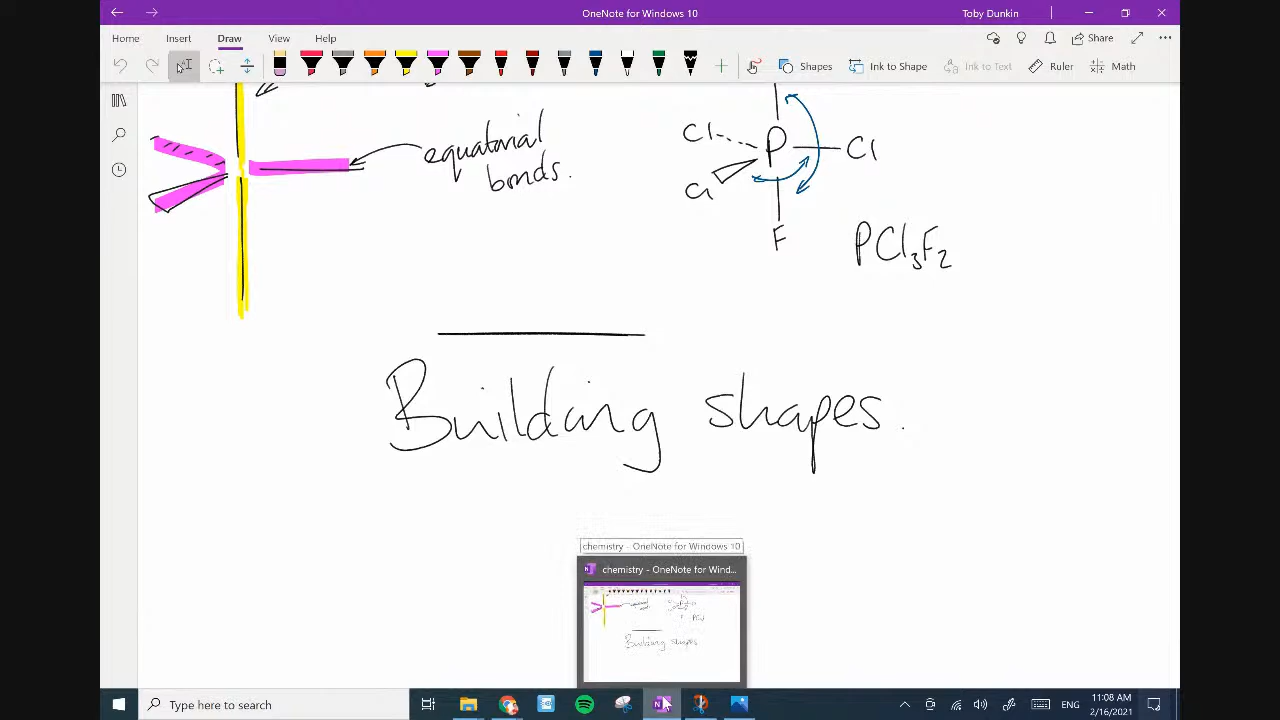 OneNote for Windows 10
Toby Dunkin
Home Insert Draw View Help
Share
Shapes Ink to Shape Ink to Text Ruler Math
equatorial
bonds.
Cl P Cl
Cl
F
PCl3F2
Building shapes.
chemistry - OneNote for Windows 10
chemistry - OneNote for Wind...
Building shapes
Type here to search
ENG
11:08 AM
2/16/2021